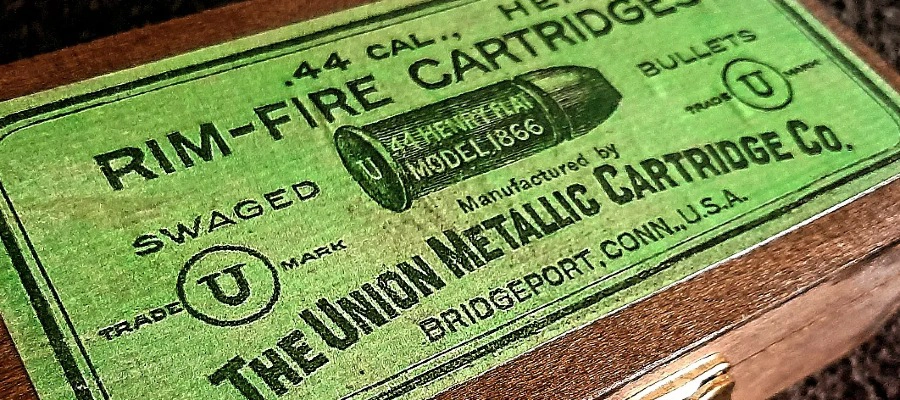 .44 CAL.,
RIM-FIRE CARTRIDGES
SWAGED BULLETS
44 HENRY FLAT
MODEL 1866
U
TRADE U MARK
TRADE U MARK
Manufactured by
THE UNION METALLIC CARTRIDGE CO.
BRIDGEPORT, CONN., U.S.A.